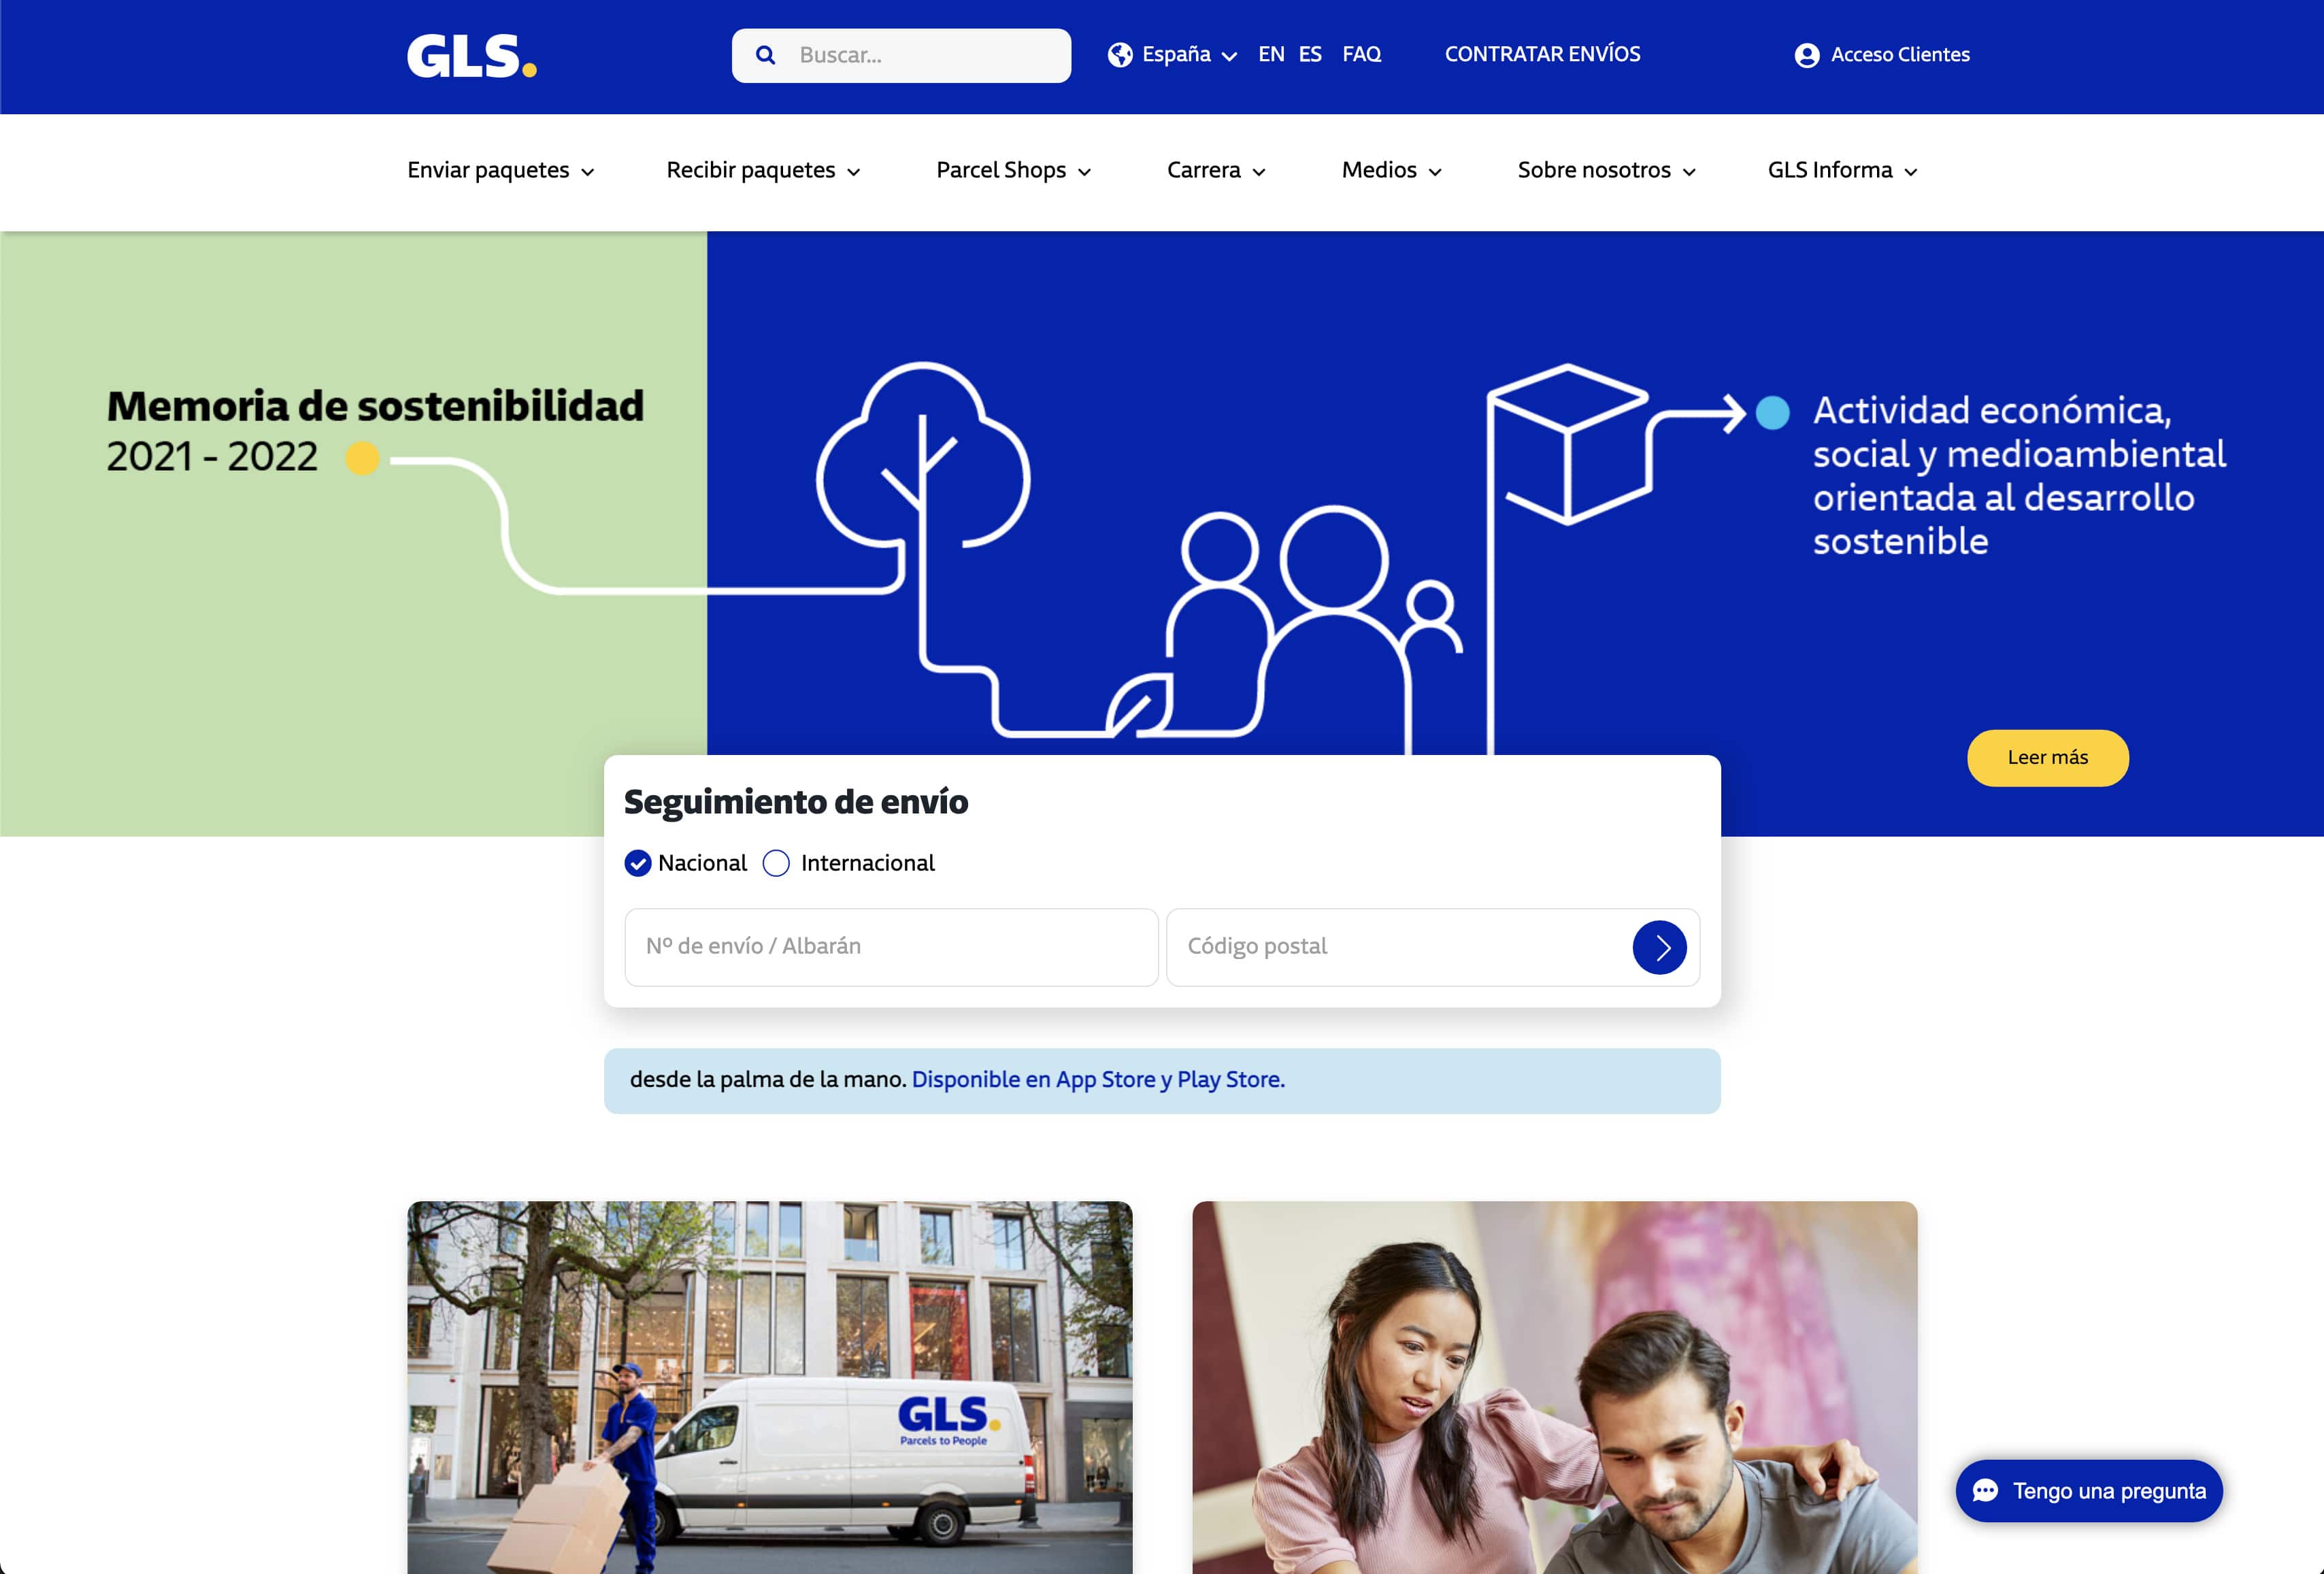 GLS.
Buscar...
España
EN ES FAQ
CONTRATAR ENVÍOS
Acceso Clientes
Enviar paquetes
Recibir paquetes
Parcel Shops
Carrera
Medios
Sobre nosotros
GLS Informa
Memoria de sostenibilidad
2021 - 2022
Actividad económica,
social y medioambiental
orientada al desarrollo
sostenible
Leer más
Seguimiento de envío
Nacional
Internacional
Nº de envío / Albarán
Código postal
desde la palma de la mano. Disponible en App Store y Play Store.
GLS.
Parcels to People
Tengo una pregunta